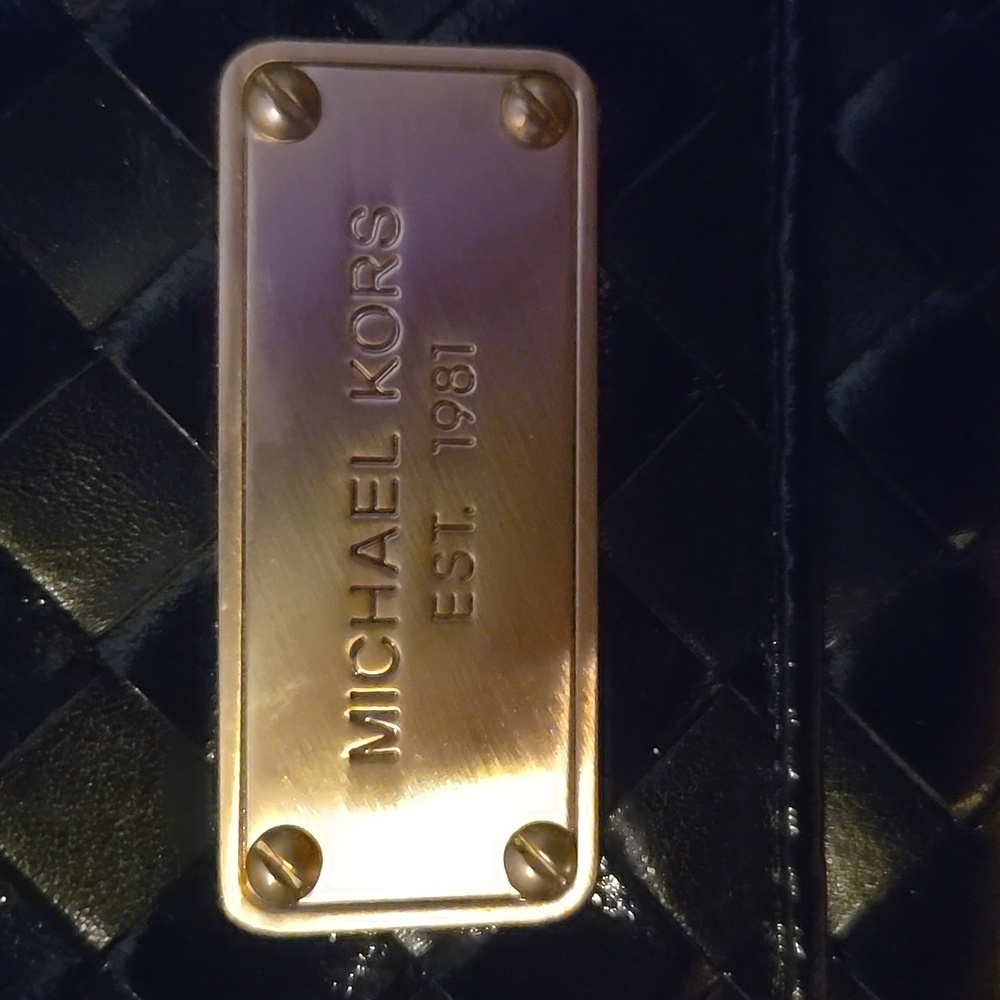 MICHAEL KORS
EST. 1981